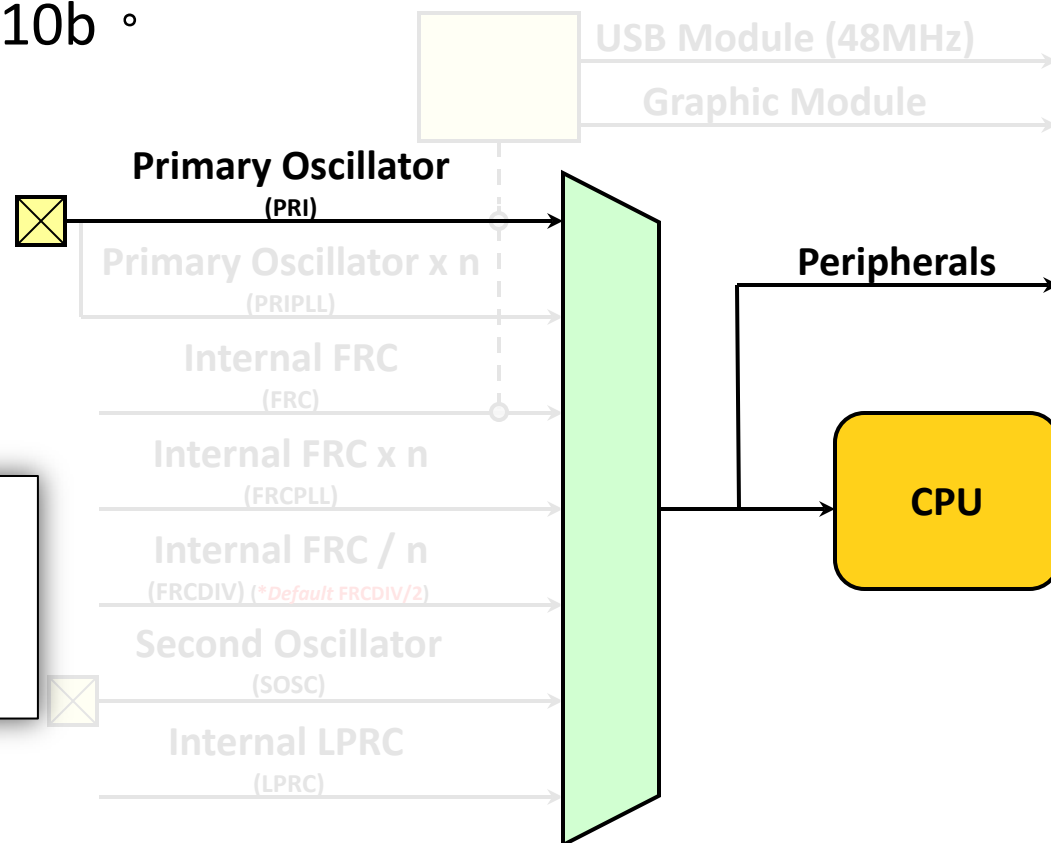 10b。
USB Module (48MHz)
Graphic Module
Primary Oscillator
(PRI)
Primary Oscillator x n
(PRIPLL)
Peripherals
Internal FRC
(FRC)
Internal FRC x n
(FRCPLL)
CPU
Internal FRC / n
(FRCDIV) (*Default FRCDIV/2)
Second Oscillator
(SOSC)
Internal LPRC
(LPRC)